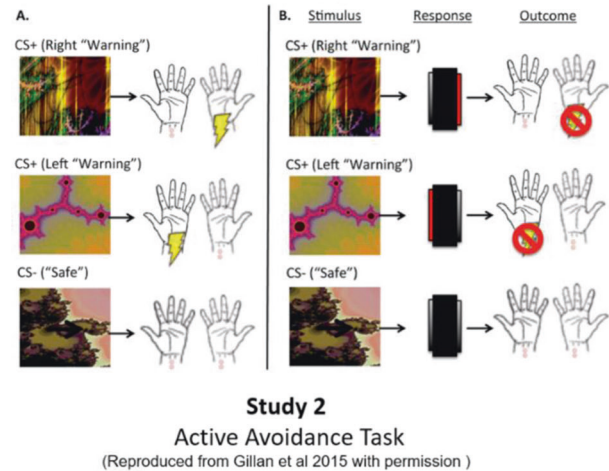 A.
CS+ (Right “Warning”)
CS+ (Left “Warning”)
CS- (“Safe”)
B.
Stimulus Response Outcome
CS+ (Right “Warning”)
CS+ (Left “Warning”)
CS- (“Safe”)
Study 2
Active Avoidance Task
(Reproduced from Gillan et al 2015 with permission )